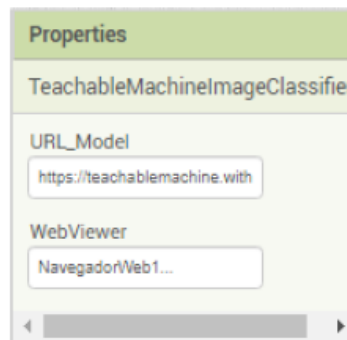 Properties
TeachableMachineImageClassifie
URL_Model
https://teachablemachine.with
WebViewer
NavegadorWeb1...